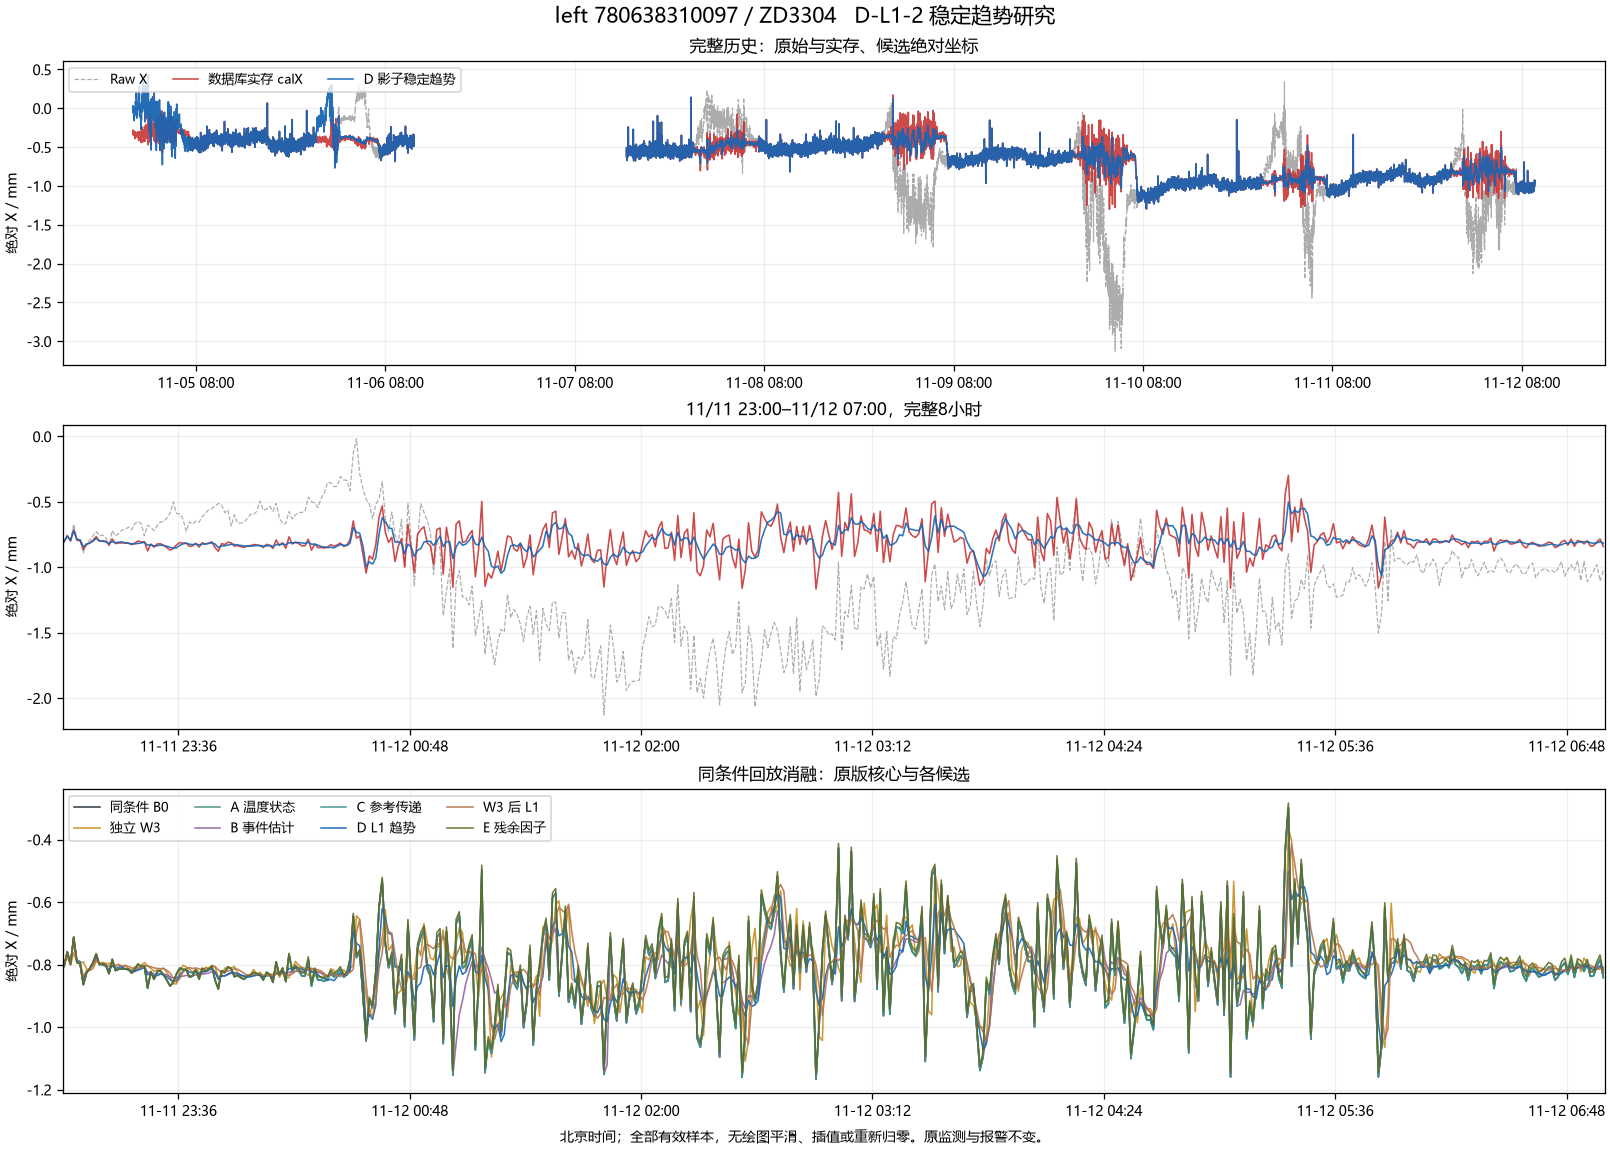 left 780638310097 / ZD3304   D-L1-2 稳定趋势研究
完整历史：原始与实存、候选绝对坐标
Raw X
数据库实存 calX
D 影子稳定趋势
绝对 X / mm
0.5
0.0
-0.5
-1.0
-1.5
-2.0
-2.5
-3.0
11-05 08:00
11-06 08:00
11-07 08:00
11-08 08:00
11-09 08:00
11-10 08:00
11-11 08:00
11-12 08:00
11/11 23:00–11/12 07:00，完整8小时
绝对 X / mm
0.0
-0.5
-1.0
-1.5
-2.0
11-11 23:36
11-12 00:48
11-12 02:00
11-12 03:12
11-12 04:24
11-12 05:36
11-12 06:48
同条件回放消融：原版核心与各候选
同条件 B0
A 温度状态
C 参考传递
W3 后 L1
独立 W3
B 事件估计
D L1 趋势
E 残余因子
绝对 X / mm
-0.4
-0.6
-0.8
-1.0
-1.2
11-11 23:36
11-12 00:48
11-12 02:00
11-12 03:12
11-12 04:24
11-12 05:36
11-12 06:48
北京时间；全部有效样本，无绘图平滑、插值或重新归零。原监测与报警不变。